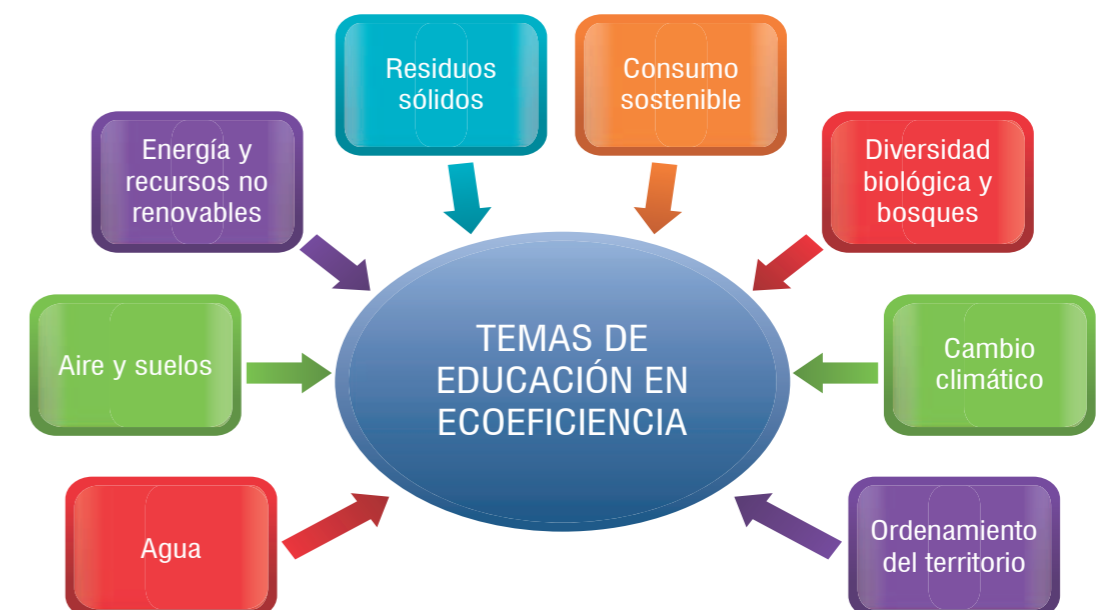 Residuos
sólidos
Consumo
sostenible
Energía y
recursos no
renovables
Diversidad
biológica y
bosques
Aire y suelos
TEMAS DE
EDUCACIÓN EN
ECOEFICIENCIA
Cambio
climático
Agua
Ordenamiento
del territorio